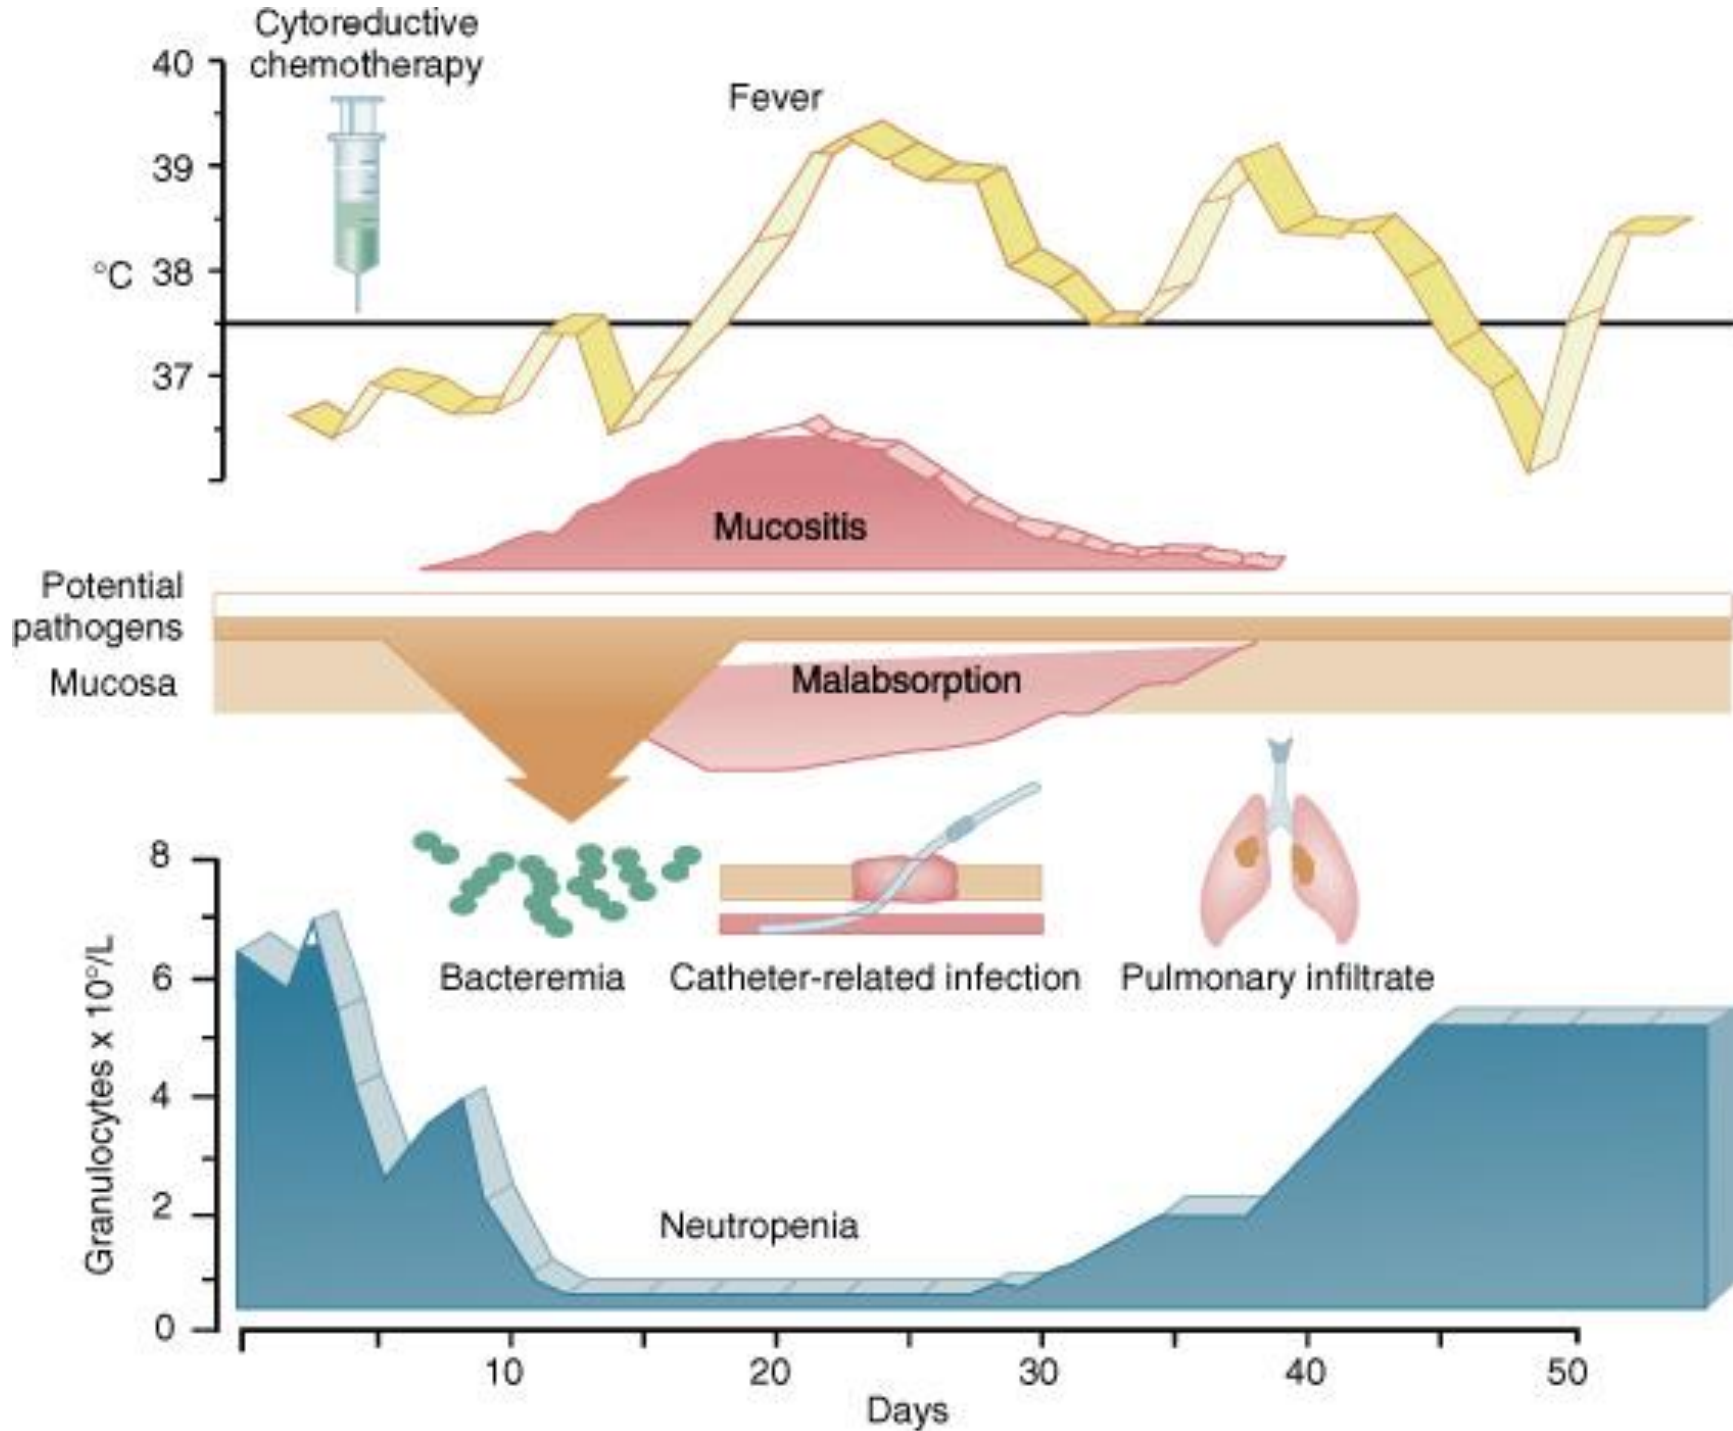 Cytoreductive
chemotherapy
40
Fever
39
°C 38
37
Mucositis
Potential
pathogens
Mucosa
Malabsorption
8
Bacteremia
Catheter-related infection
Pulmonary infiltrate
6
Granulocytes x 10°/L
4
2
Neutropenia
0
10
20
30
40
50
Days